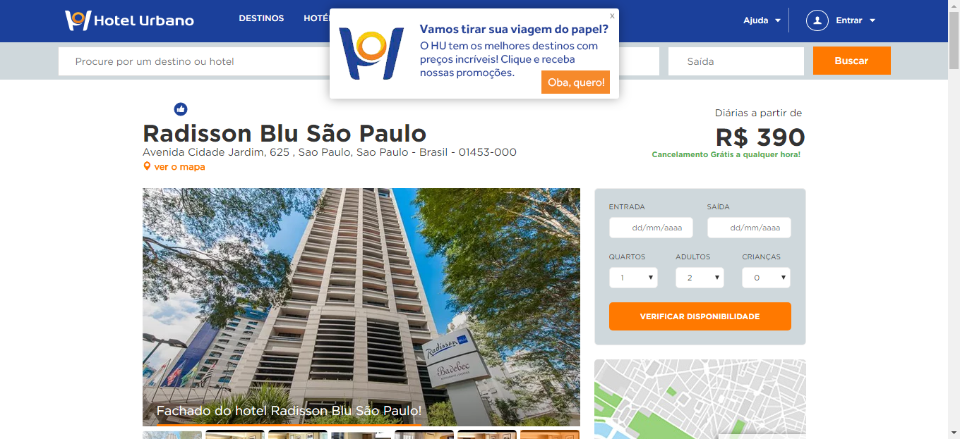 Hotel Urbano
DESTINOS
Ajuda
Entrar
x
Vamos tirar sua viagem do papel?
O HU tem os melhores destinos com
preços incríveis! Clique e receba
nossas promoções.
Oba, quero!
Procure por um destino ou hotel
Saída
Buscar
Radisson Blu São Paulo
Avenida Cidade Jardim, 625 , Sao Paulo, Sao Paulo - Brasil - 01453-000
ver o mapa
Diárias a partir de
R$ 390
Cancelamento Grátis a qualquer hora!
Radisson
BLU
Badebec
Fachado do hotel Radisson Blu São Paulo!
ENTRADA
SAÍDA
dd/mm/aaaa
dd/mm/aaaa
QUARTOS
ADULTOS
CRIANÇAS
1
2
0
VERIFICAR DISPONIBILIDADE